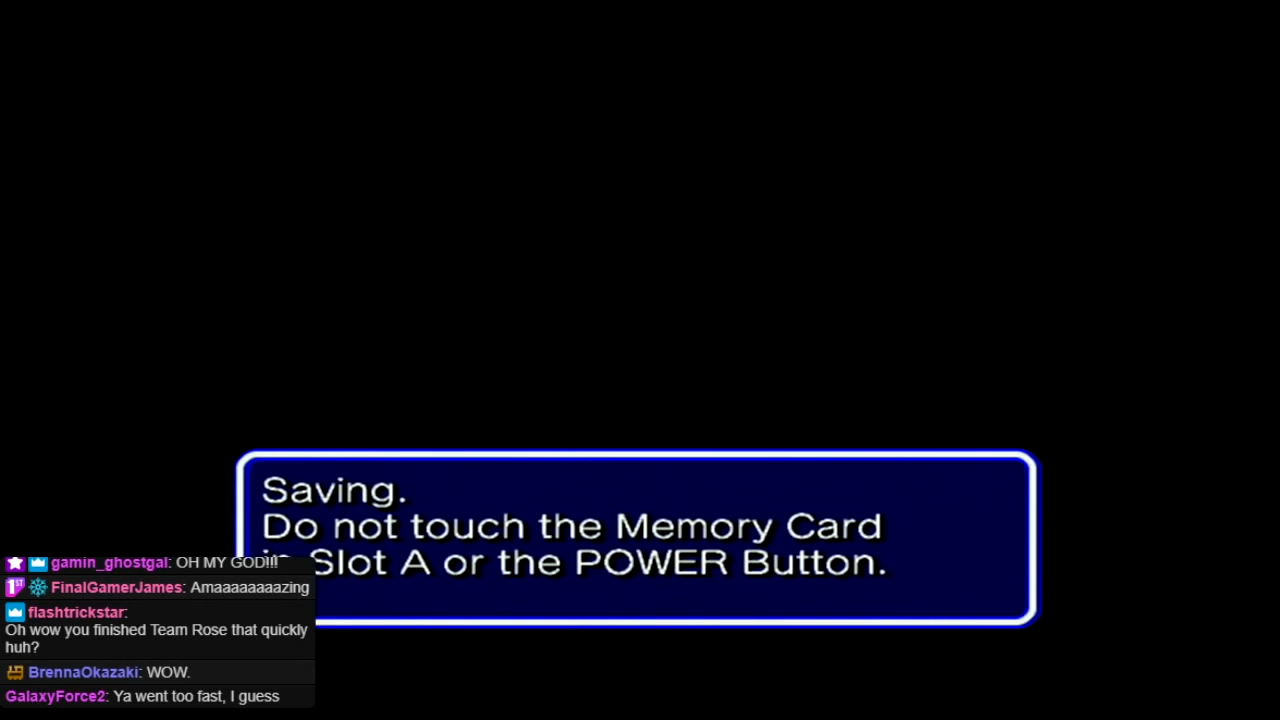 Saving.
Do not touch the Memory Card
Slot A or the POWER Button.
gamin_ghostgal: OH MY GOD!!!
1ST FinalGamerJames: Amaaaaaaaazing
flashtrickstar:
Oh wow you finished Team Rose that quickly
huh?
BrennaOkazaki: WOW.
GalaxyForce2: Ya went too fast, I guess